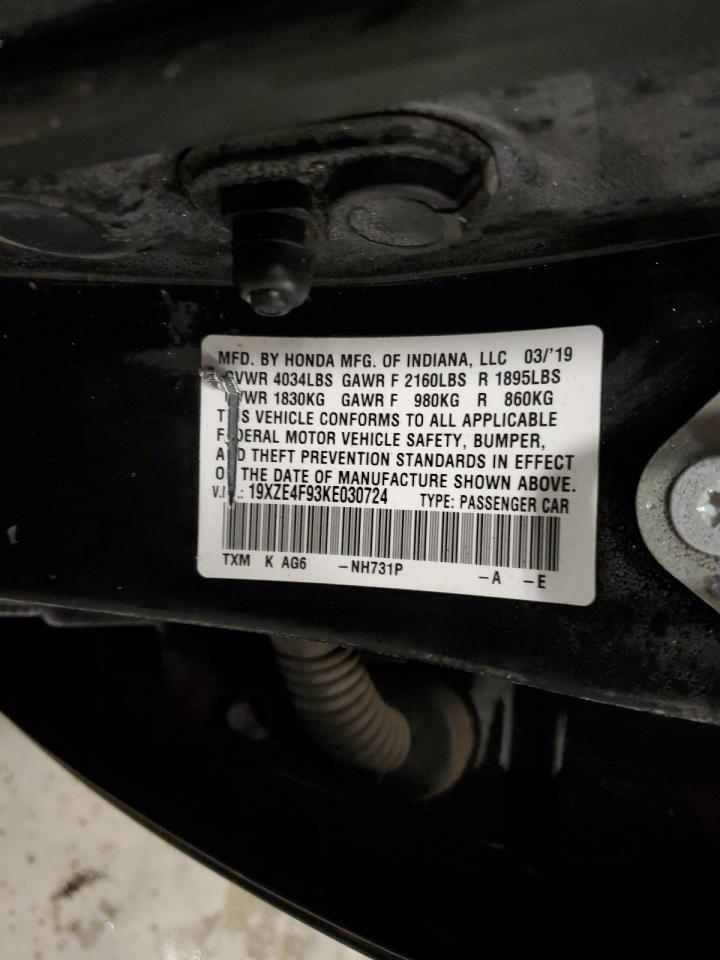 MFD. BY HONDA MFG. OF INDIANA, LLC 03/'19
GVWR 4034LBS GAWR F 2160LBS R 1895LBS
GVWR 1830KG GAWR F 980KG R 860KG
THIS VEHICLE CONFORMS TO ALL APPLICABLE
FEDERAL MOTOR VEHICLE SAFETY, BUMPER,
AND THEFT PREVENTION STANDARDS IN EFFECT
ON THE DATE OF MANUFACTURE SHOWN ABOVE.
V.I.N.: 19XZE4F93KE030724 TYPE: PASSENGER CAR
TXM K AG6 -NH731P -A -E